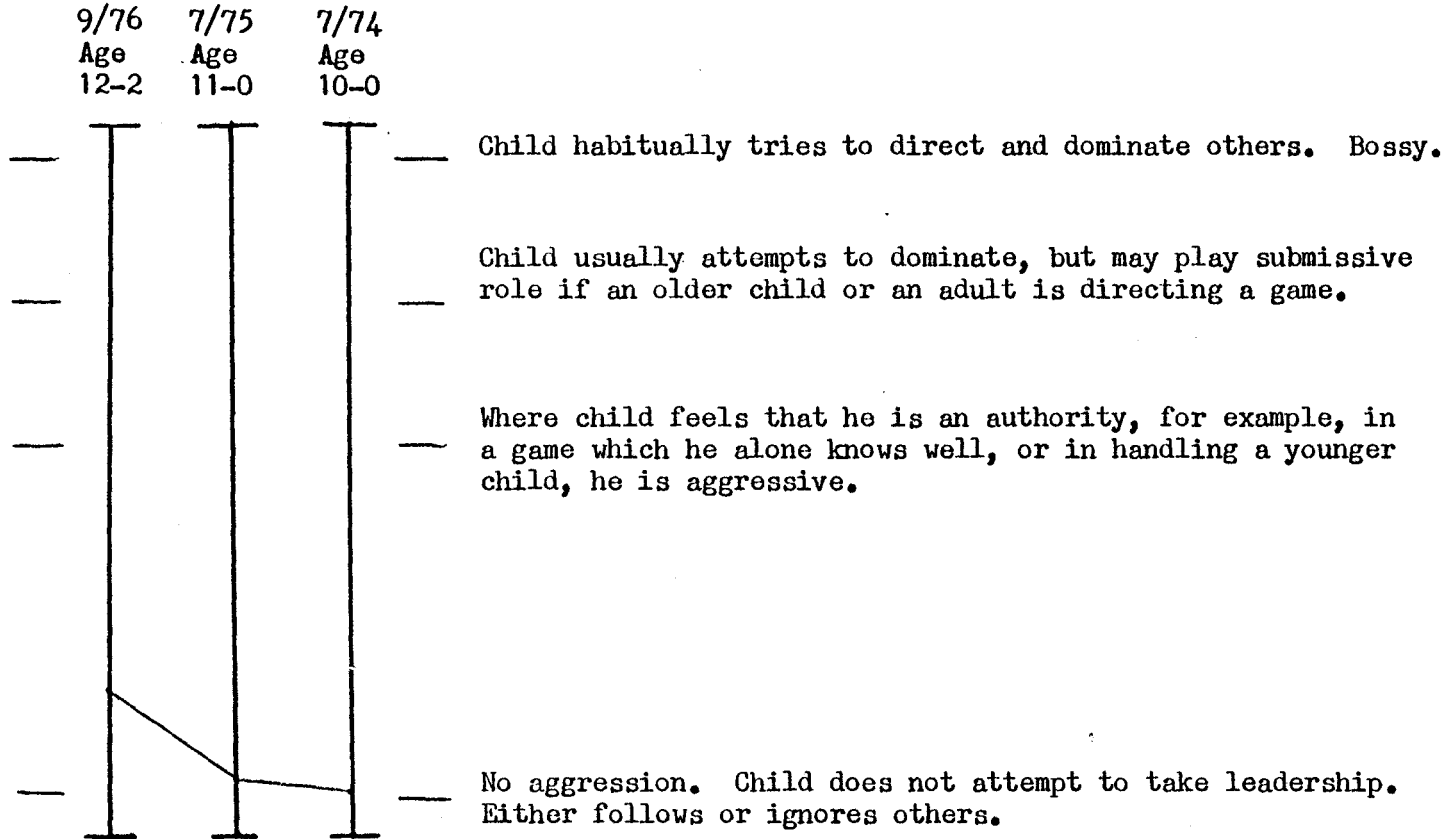 9/76 7/75 7/74
Age Age Age
12-2 11-0 10-0
Child habitually tries to direct and dominate others. Bossy.
Child usually attempts to dominate, but may play submissive
role if an older child or an adult is directing a game.
Where child feels that he is an authority, for example, in
a game which he alone knows well, or in handling a younger
child, he is aggressive.
No aggression. Child does not attempt to take leadership.
Either follows or ignores others.